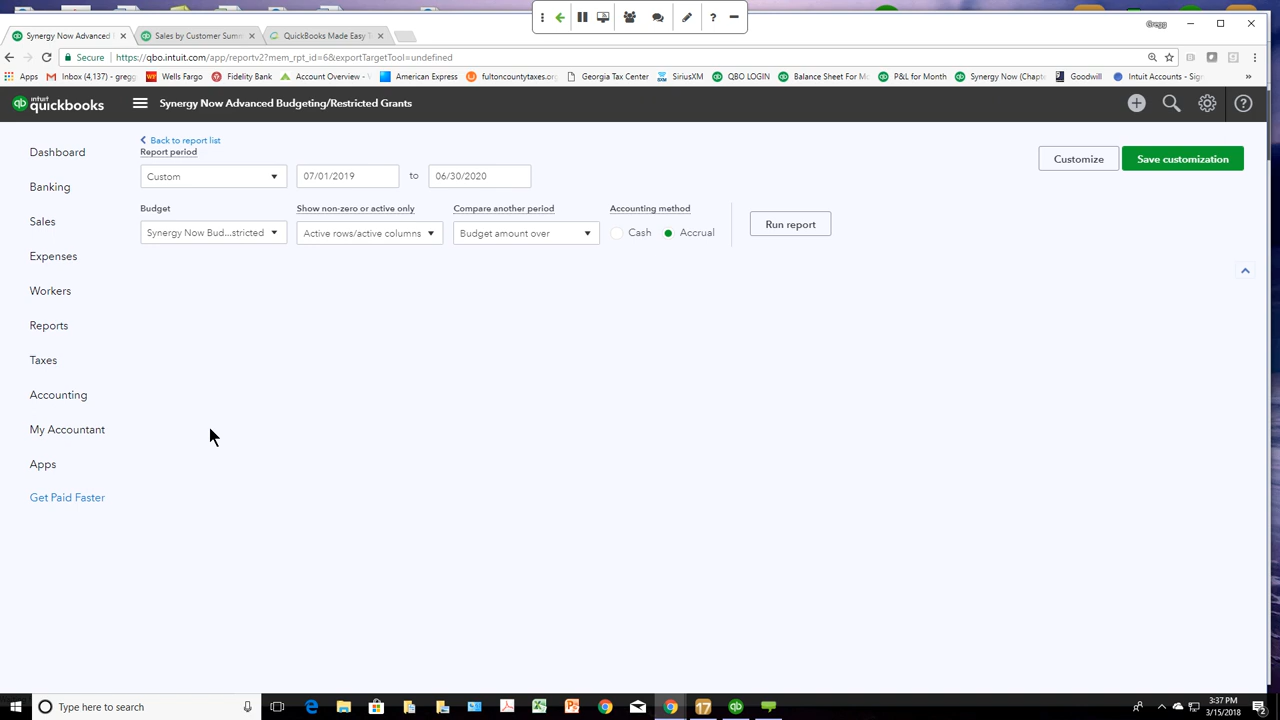 Gregg
Synergy Now Advanced
Sales by Customer Summ
QuickBooks Made Easy T
Secure
https://qbo.intuit.com/app/reportv2?mem_rpt_id=6&exportTargetTool=undefined
Apps
Inbox (4,137) - gregg
Wells Fargo
Fidelity Bank
Account Overview - V
American Express
fultoncountytaxes.org
Georgia Tax Center
SiriusXM
QBO LOGIN
Balance Sheet For M
P&L for Month
Synergy Now (Chapte
Goodwill
Intuit Accounts - Sig
»
intuit quickbooks
Synergy Now Advanced Budgeting/Restricted Grants
Dashboard
Banking
Sales
Expenses
Workers
Reports
Taxes
Accounting
My Accountant
Apps
Get Paid Faster
Back to report list
Report period
Custom
07/01/2019
to
06/30/2020
Customize
Save customization
Budget
Show non-zero or active only
Compare another period
Accounting method
Synergy Now Bud...stricted
Active rows/active columns
Budget amount over
Cash
Accrual
Run report
Type here to search
17
3:37 PM
3/15/2018
2